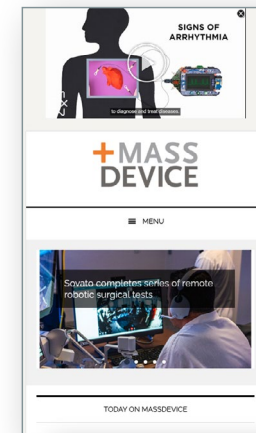 SIGNS OF
ARRHYTHMIA
to diagnose and treat diseases.
+MASS
DEVICE
≡ MENU
Sovato completes series of remote
robotic surgical tests
TODAY ON MASSDEVICE